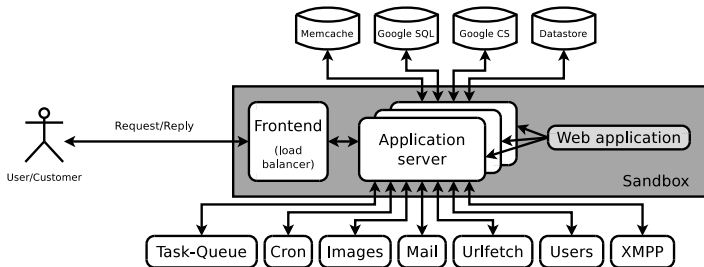 Memcache
Google SQL
Google CS
Datastore
Request/Reply
User/Customer
Frontend
(load
balancer)
Application
server
Web application
Sandbox
Task-Queue
Cron
Images
Mail
Urlfetch
Users
XMPP